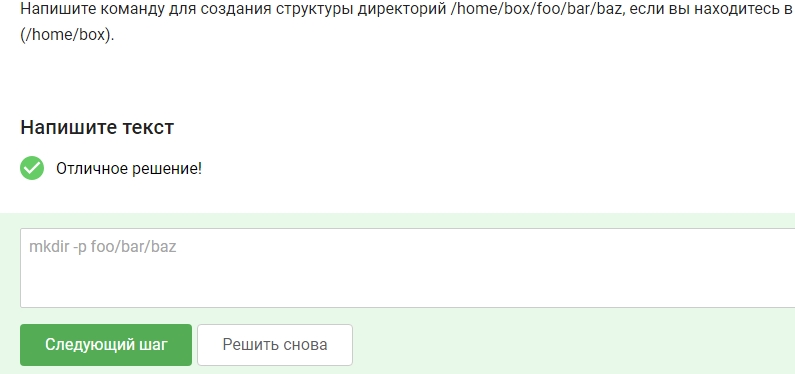 Напишите команду для создания структуры директорий /home/box/foo/bar/baz, если вы находитесь в
(/home/box).
Напишите текст
Отличное решение!
mkdir -p foo/bar/baz
Следующий шаг
Решить снова